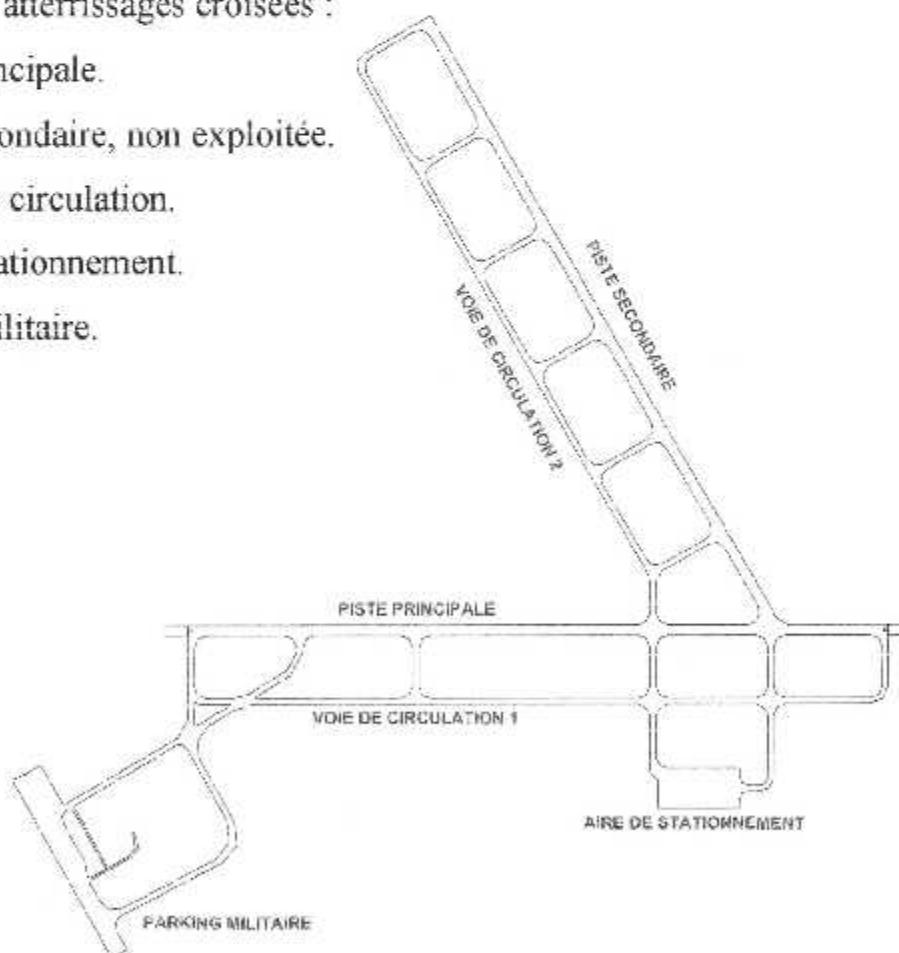 atterrissages croisées :
ncipale.
ondaire, non exploitée.
circulation.
ationnement.
ilitaire.
PISTE SECONDAIRE
VOIE DE CIRCULATION 2
PISTE PRINCIPALE
VOIE DE CIRCULATION 1
AIRE DE STATIONNEMENT
PARKING MILITAIRE